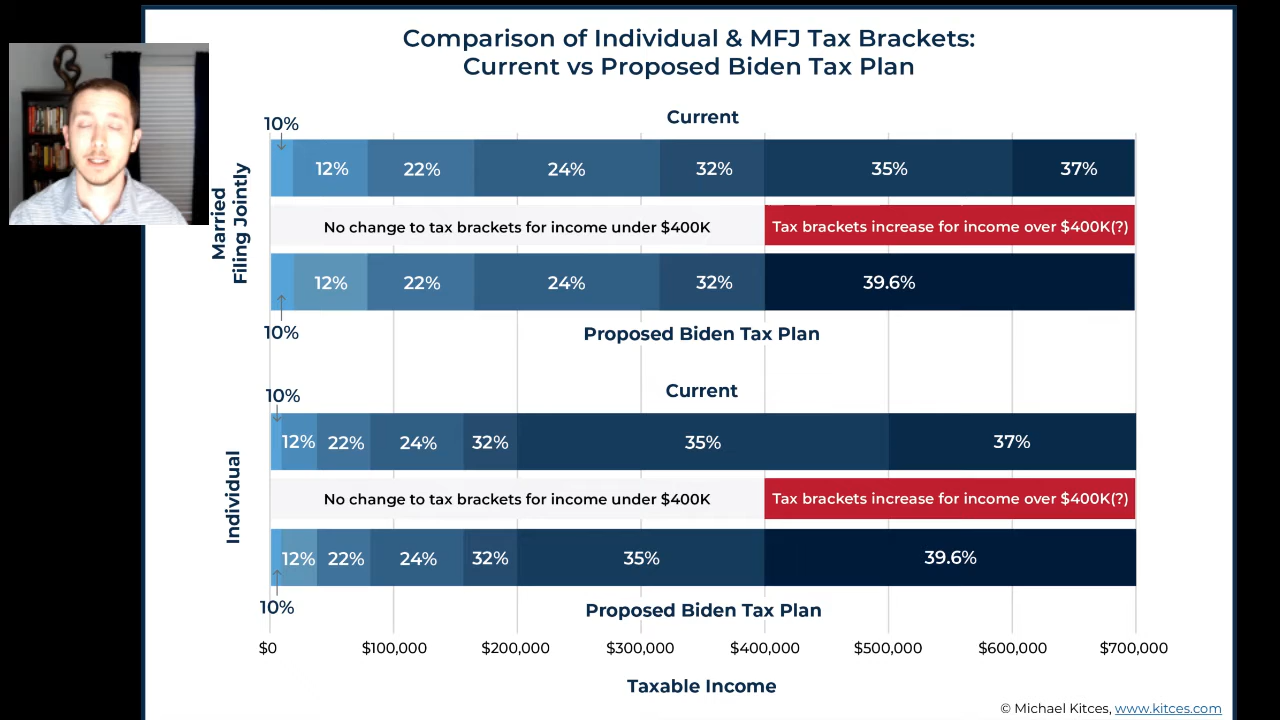 Comparison of Individual & MFJ Tax Brackets:
Current vs Proposed Biden Tax Plan
Current
10%
12% 22% 24% 32% 35% 37%
Married
Filing Jointly
No change to tax brackets for income under $400K Tax brackets increase for income over $400K(?)
12% 22% 24% 32% 39.6%
10%
Proposed Biden Tax Plan
Current
10%
12% 22% 24% 32% 35% 37%
Individual
No change to tax brackets for income under $400K Tax brackets increase for income over $400K(?)
12% 22% 24% 32% 35% 39.6%
10%
Proposed Biden Tax Plan
$0 $100,000 $200,000 $300,000 $400,000 $500,000 $600,000 $700,000
Taxable Income
© Michael Kitces, www.kitces.com